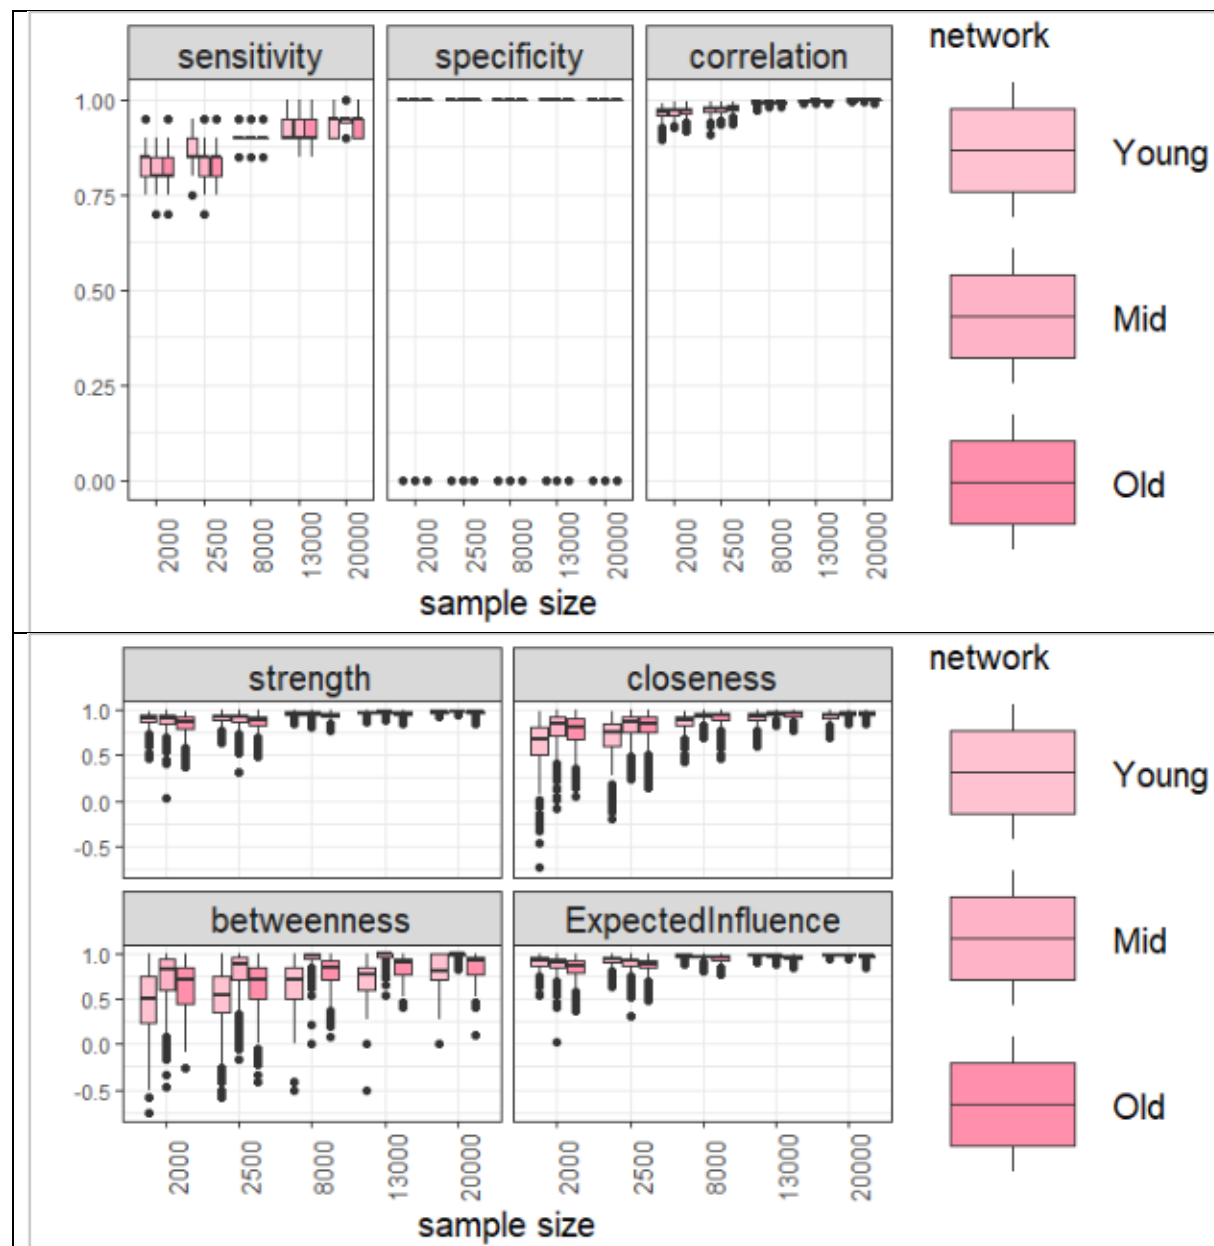 sensitivity specificity correlation
network
1.00
0.75
0.50
0.25
0.00
2000 2500 8000 13000 20000 2000 2500 8000 13000 20000 2000 2500 8000 13000 20000
sample size
Young
Mid
Old
strength closeness
network
1.0
0.5
0.0
-0.5
betweenness ExpectedInfluence
1.0
0.5
0.0
-0.5
2000 2500 8000 13000 20000 2000 2500 8000 13000 20000
sample size
Young
Mid
Old